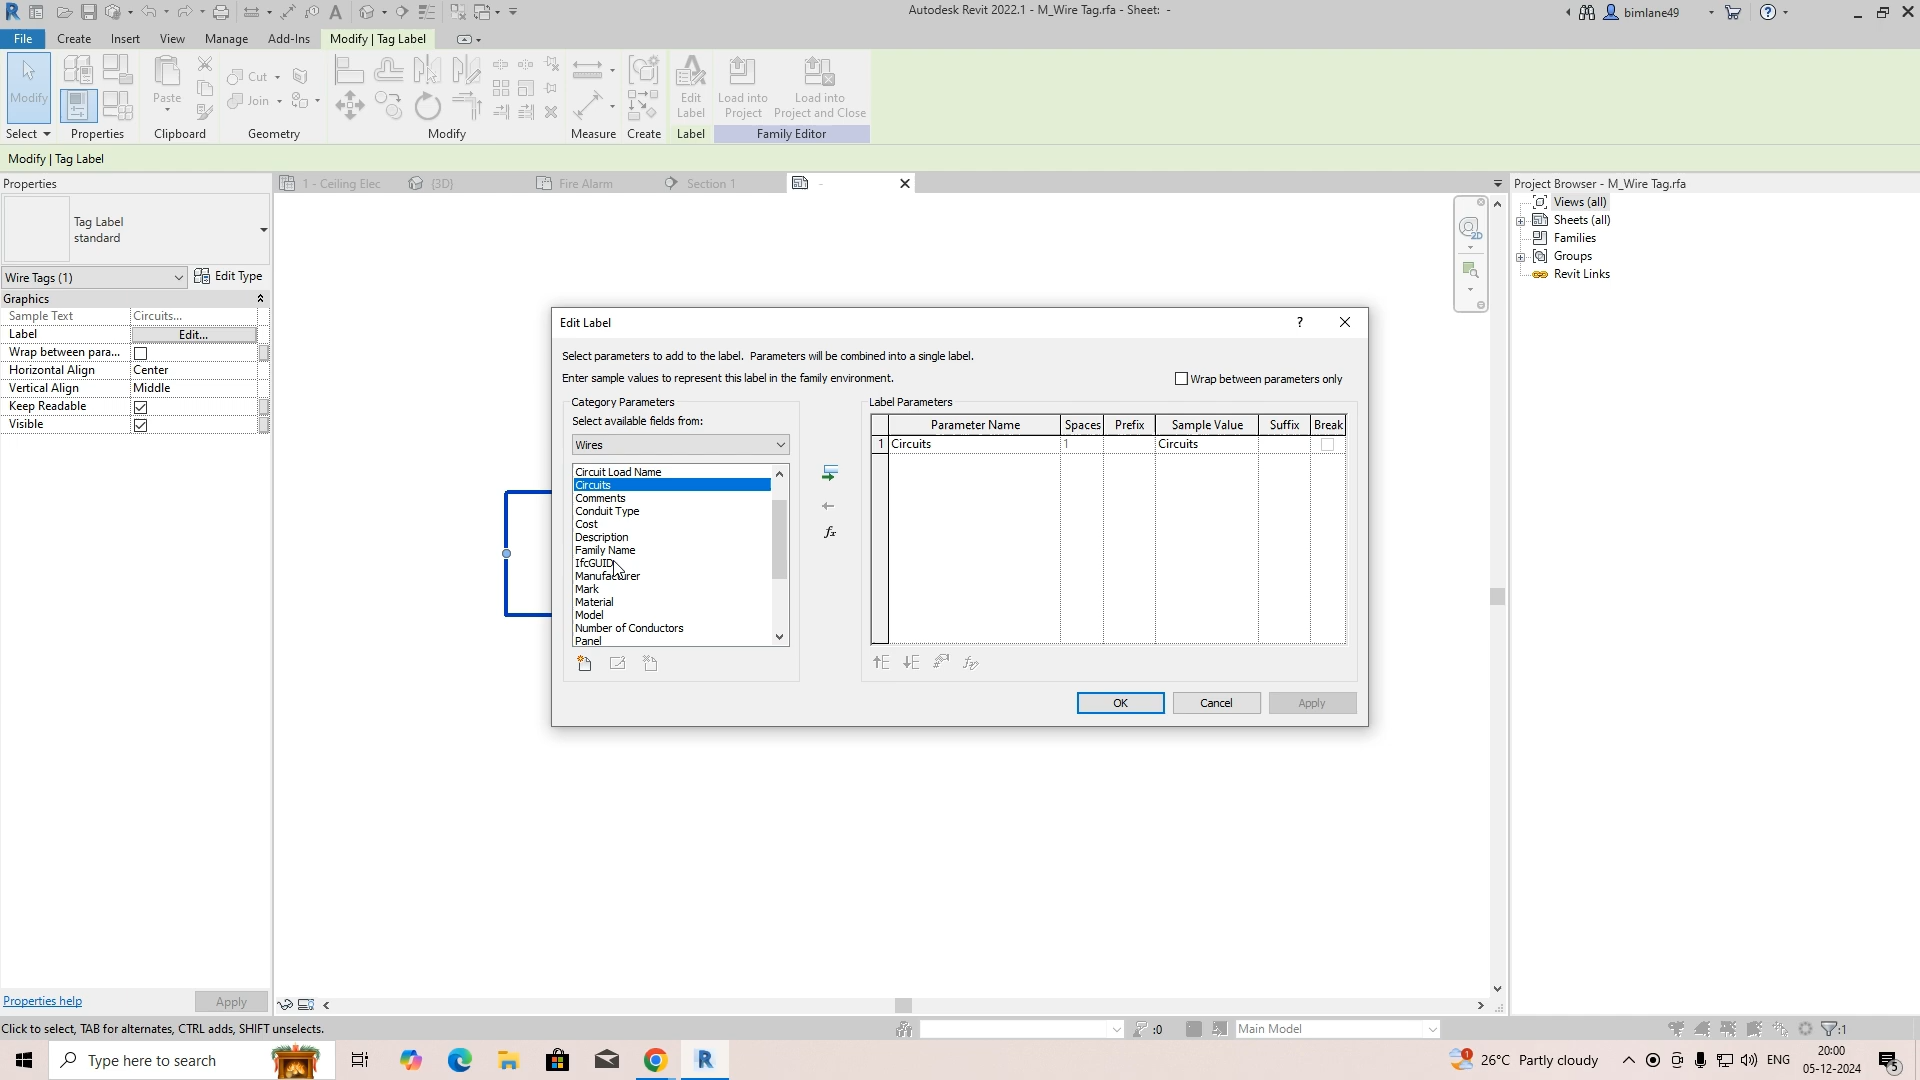 Autodesk Revit 2022.1 - M_Wire Tag.rfa - Sheet: -
bimlane49
File Create Insert View Manage Add-Ins Modify | Tag Label
Modify
Paste
Cut
Join
Edit Label
Load into Project
Load into Project and Close
Select Properties Clipboard Geometry Modify Measure Create Label Family Editor
Modify | Tag Label
Properties
1 - Ceiling Elec {3D} Fire Alarm Section 1 -
Project Browser - M_Wire Tag.rfa
Tag Label
standard
Wire Tags (1) Edit Type
Graphics
Sample Text Circuits...
Label Edit...
Wrap between para...
Horizontal Align Center
Vertical Align Middle
Keep Readable
Visible
2D
Views (all)
Sheets (all)
Families
Groups
Revit Links
Edit Label
Select parameters to add to the label. Parameters will be combined into a single label.
Enter sample values to represent this label in the family environment.
Wrap between parameters only
Category Parameters
Select available fields from:
Wires
Circuit Load Name
Circuits
Comments
Conduit Type
Cost
Description
Family Name
IfcGUID
Manufacturer
Mark
Material
Model
Number of Conductors
Panel
Label Parameters
Parameter Name Spaces Prefix Sample Value Suffix Break
1 Circuits 1 Circuits
OK Cancel Apply
Properties help Apply
Click to select, TAB for alternates, CTRL adds, SHIFT unselects.
:0
Main Model
:1
Type here to search
26°C Partly cloudy
ENG
20:00
05-12-2024
5